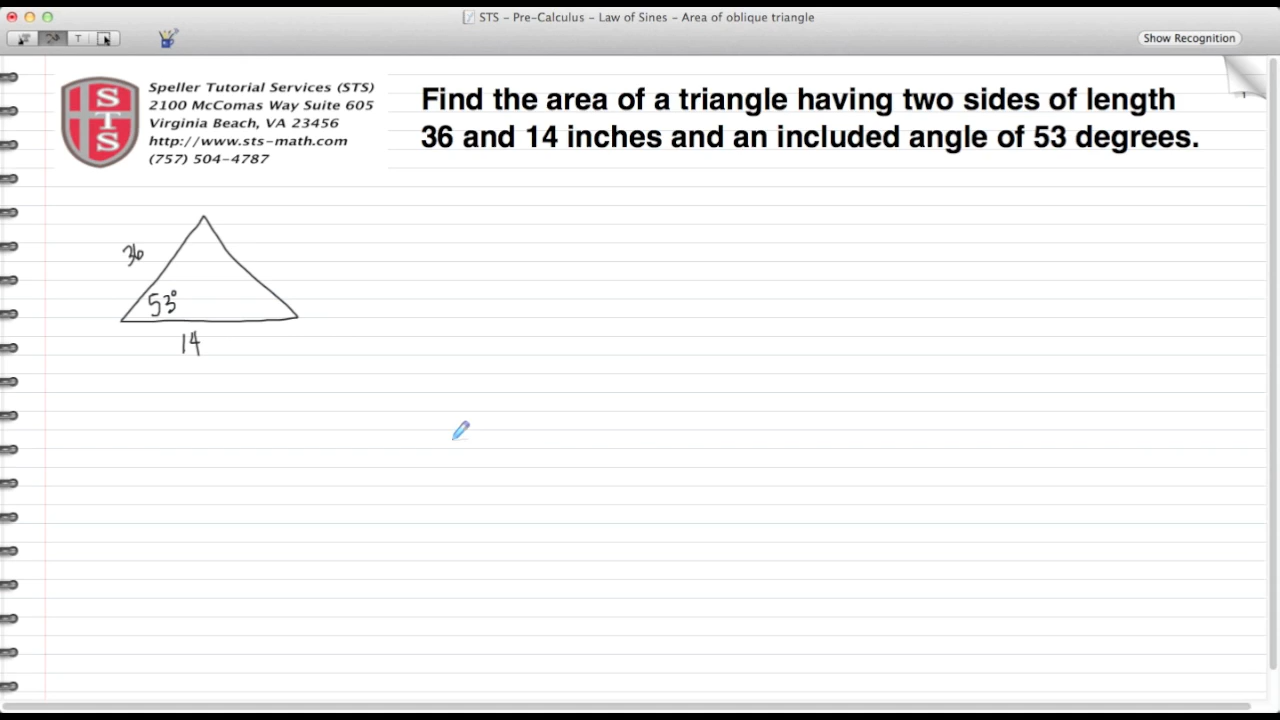 STS - Pre-Calculus - Law of Sines - Area of oblique triangle
T
Show Recognition
STS
Speller Tutorial Services (STS)
2100 McComas Way Suite 605
Virginia Beach, VA 23456
http://www.sts-math.com
(757) 504-4787
Find the area of a triangle having two sides of length
36 and 14 inches and an included angle of 53 degrees.
36
53°
14